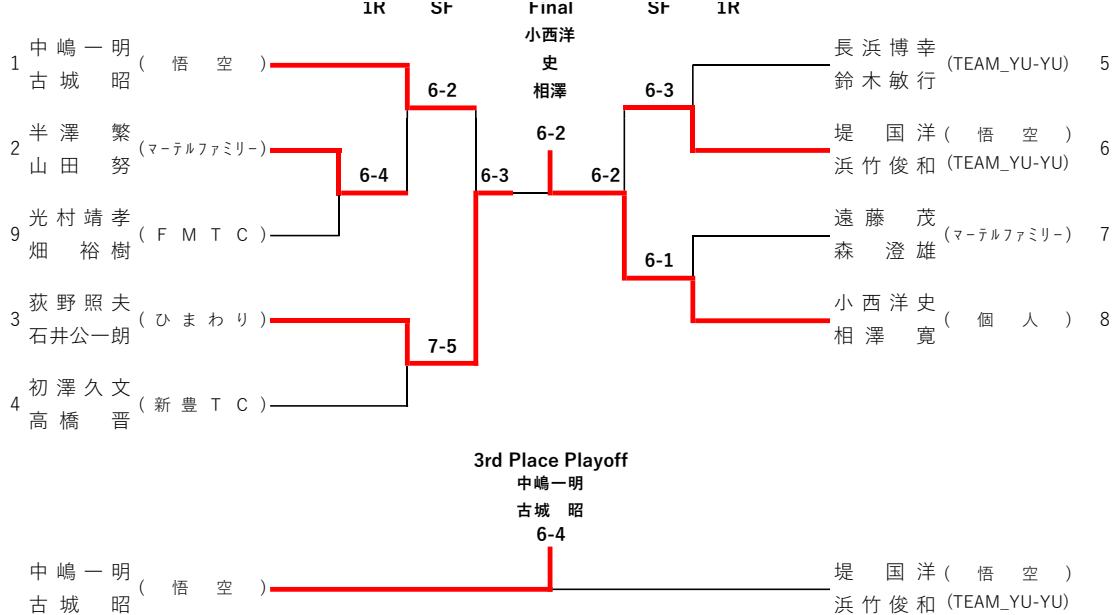 1R SF Final SF 1R
小西洋
史
相澤
6-2
1 中嶋一明 古城 昭 (悟空)
2 半澤 繁 山田 努 (マーテルファミリー)
9 光村靖孝 畑 裕樹 (FMTC)
3 荻野照夫 石井公一朗 (ひまわり)
4 初澤久文 高橋 晋 (新豊TC)
6-2
6-4
6-3
7-5
6-3
6-2
6-1
長浜博幸 鈴木敏行 (TEAM_YU-YU) 5
堤 国洋 (悟空) 6
浜竹俊和 (TEAM_YU-YU)
遠藤 茂 森 澄雄 (マーテルファミリー) 7
小西洋史 相澤 寛 (個人) 8
3rd Place Playoff
中嶋一明
古城 昭
6-4
中嶋一明 古城 昭 (悟空)
堤 国洋 (悟空)
浜竹俊和 (TEAM_YU-YU)